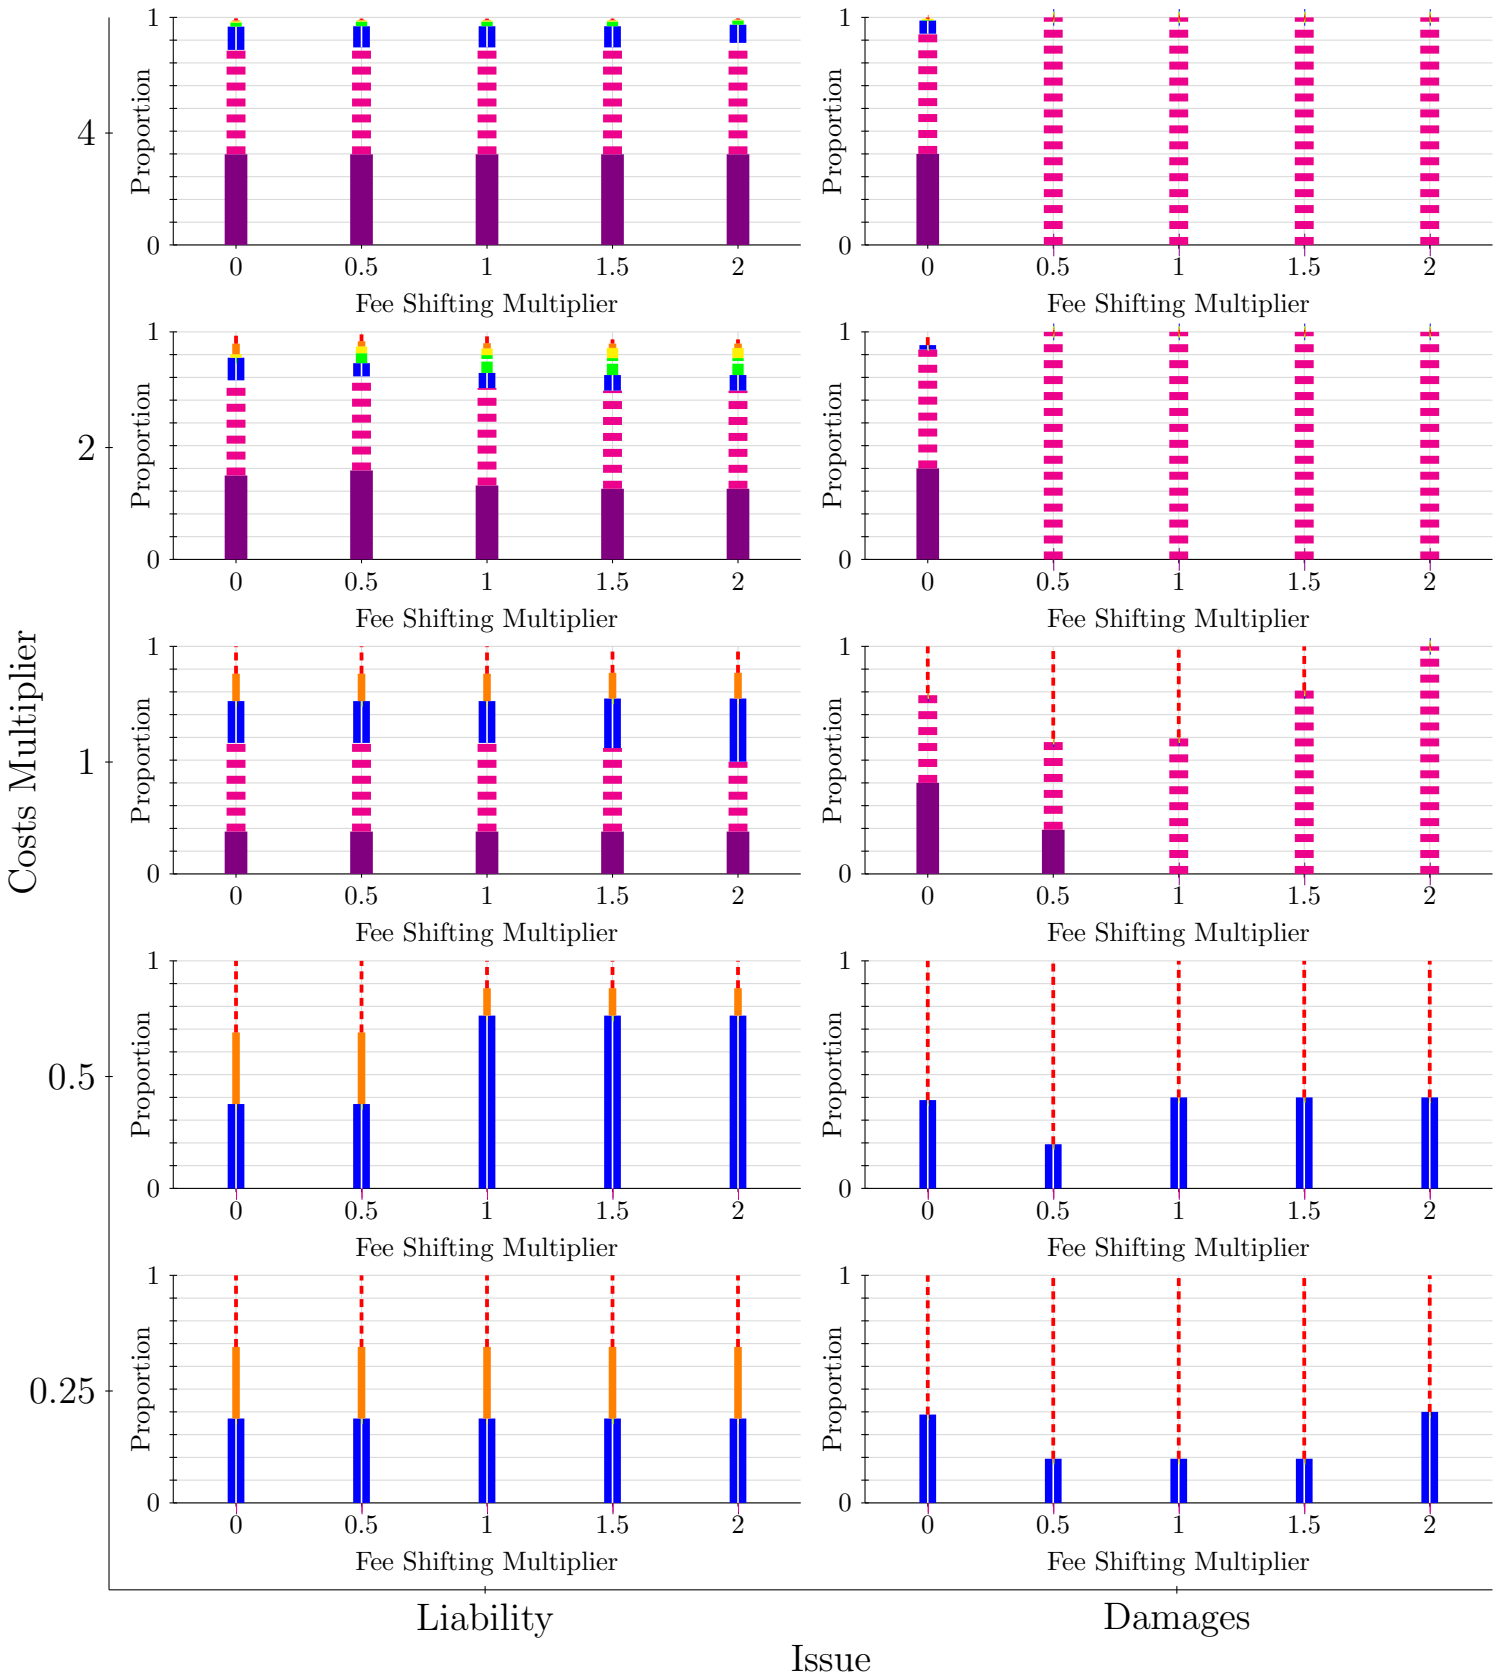 1
Proportion
0
0 0.5 1 1.5 2
Fee Shifting Multiplier
1
Proportion
0
0 0.5 1 1.5 2
Fee Shifting Multiplier
4
1
Proportion
0
0 0.5 1 1.5 2
Fee Shifting Multiplier
1
Proportion
0
0 0.5 1 1.5 2
Fee Shifting Multiplier
2
1
Proportion
0
0 0.5 1 1.5 2
Fee Shifting Multiplier
1
Proportion
0
0 0.5 1 1.5 2
Fee Shifting Multiplier
1
Costs Multiplier
1
Proportion
0
0 0.5 1 1.5 2
Fee Shifting Multiplier
1
Proportion
0
0 0.5 1 1.5 2
Fee Shifting Multiplier
0.5
1
Proportion
0
0 0.5 1 1.5 2
Fee Shifting Multiplier
1
Proportion
0
0 0.5 1 1.5 2
Fee Shifting Multiplier
0.25
Liability
Damages
Issue